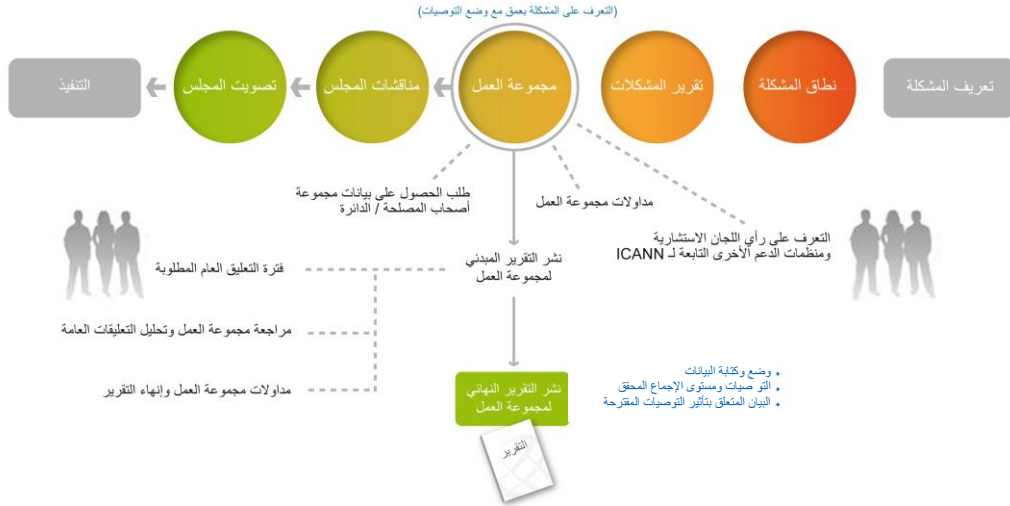 (التعرف على المشكلة بعمق مع وضع التوصيات)
تعريف المشكلة
نطاق المشكلة
تقرير المشكلات
مجموعة العمل
مناقشات المجلس
تصويت المجلس
التنفيذ
التعرف على رأي اللجان الاستشارية
ومنظمات الدعم الأخرى التابعة لـ ICANN
مداولات مجموعة العمل
طلب الحصول على بيانات مجموعة
أصحاب المصلحة / الدائرة
نشر التقرير المبدئي
لمجموعة العمل
فترة التعليق العام المطلوبة
مراجعة مجموعة العمل وتحليل التعليقات العامة
مداولات مجموعة العمل وإنهاء التقرير
نشر التقرير النهائي
لمجموعة العمل
• وضع وكتابة البيانات
• التو صيات ومستوى الإجماع المحقق
• البيان المتعلق بتأثير التوصيات المقترحة
التقرير